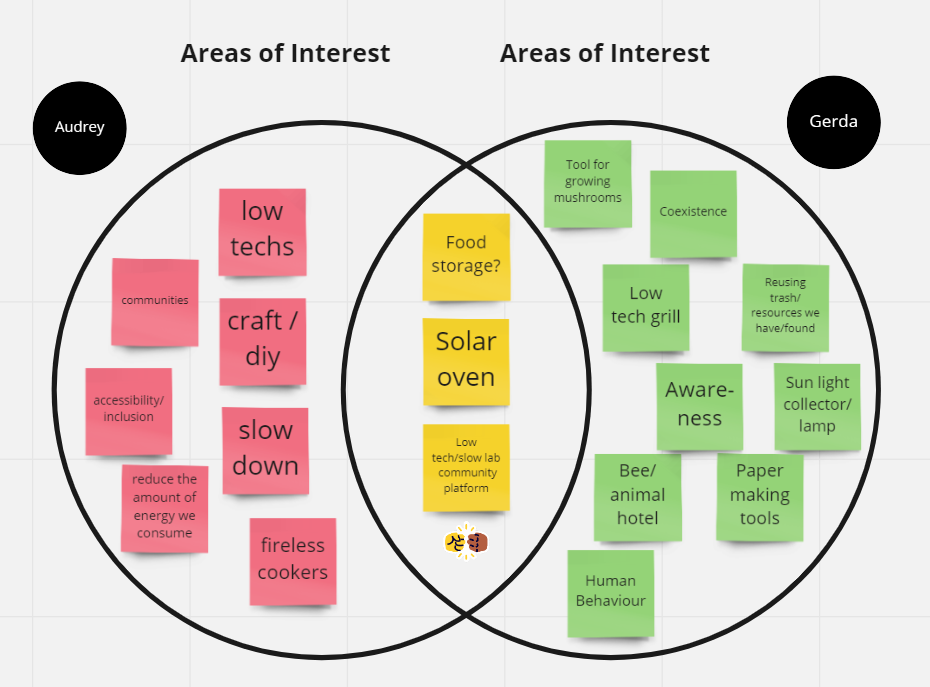 Areas of Interest
Areas of Interest
Audrey
Gerda
low
techs
communities
craft /
diy
accessibility/
inclusion
slow
down
reduce the
amount of
energy we
consume
fireless
cookers
Food
storage?
Solar
oven
Low
tech/slow lab
community
platform
Tool for
growing
mushrooms
Coexistence
Low
tech grill
Reusing
trash/
resources we
have/found
Aware-
ness
Sun light
collector/
lamp
Bee/
animal
hotel
Paper
making
tools
Human
Behaviour